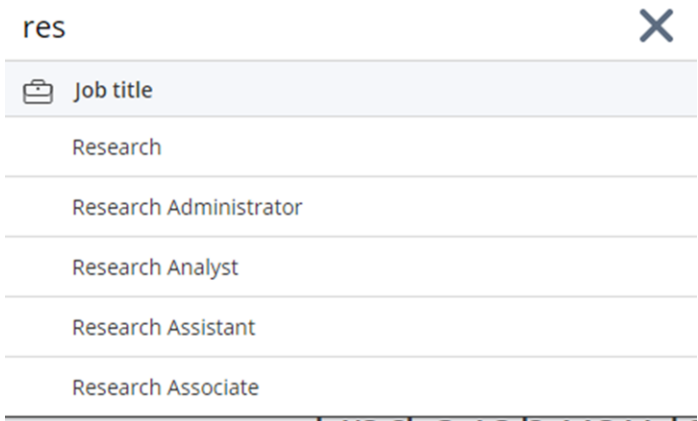 res
Job title
Research
Research Administrator
Research Analyst
Research Assistant
Research Associate